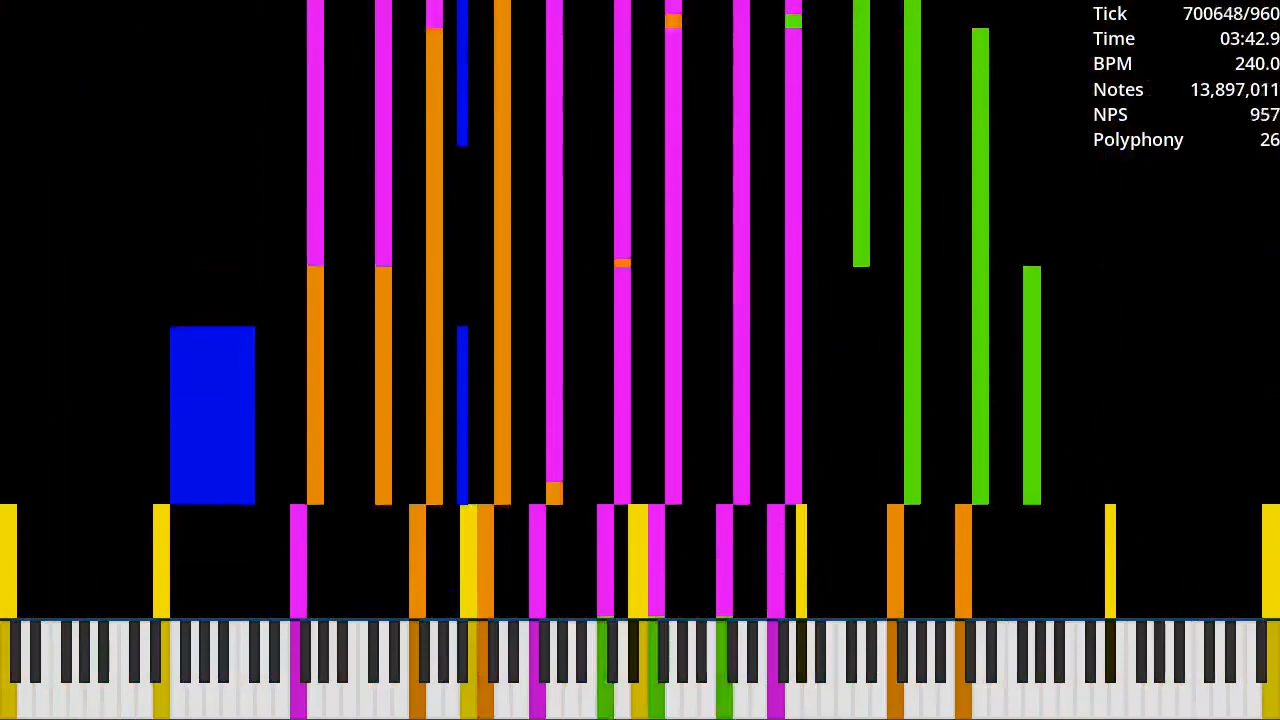 Tick 700648/960
Time 03:42.9
BPM 240.0
Notes 13,897,011
NPS 957
Polyphony 26